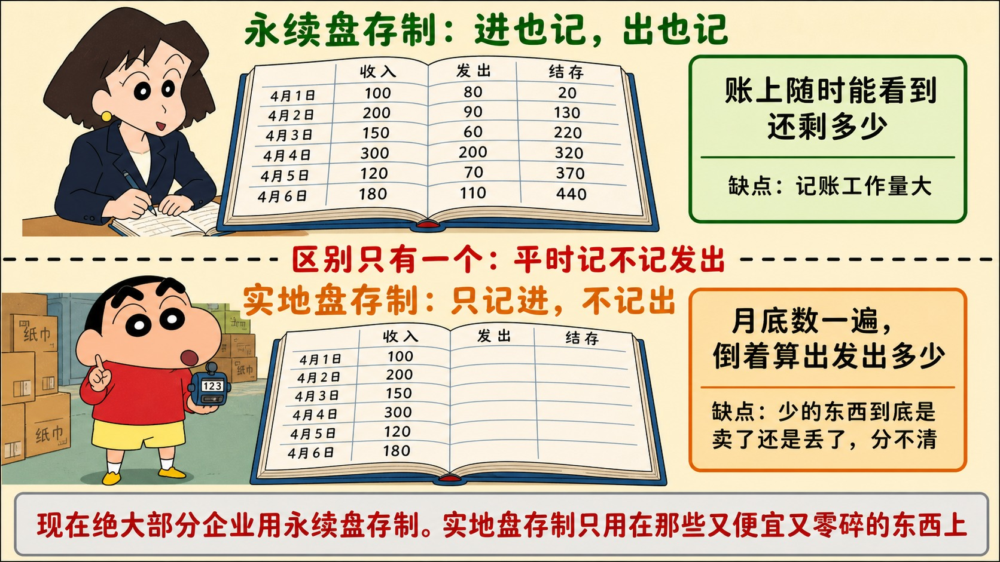 永续盘存制：进也记，出也记
收入 发出 结存
4月1日 100 80 20
4月2日 200 90 130
4月3日 150 60 220
4月4日 300 200 320
4月5日 120 70 370
4月6日 180 110 440
账上随时能看到
还剩多少
缺点：记账工作量大
区别只有一个：平时记不记发出
实地盘存制：只记进，不记出
纸巾
纸巾
纸巾
123
收入 发出 结存
4月1日 100
4月2日 200
4月3日 150
4月4日 300
4月5日 120
4月6日 180
月底数一遍，
倒着算出发出多少
缺点：少的东西到底是
卖了还是丢了，分不清
现在绝大部分企业用永续盘存制。实地盘存制只用在那些又便宜又零碎的东西上